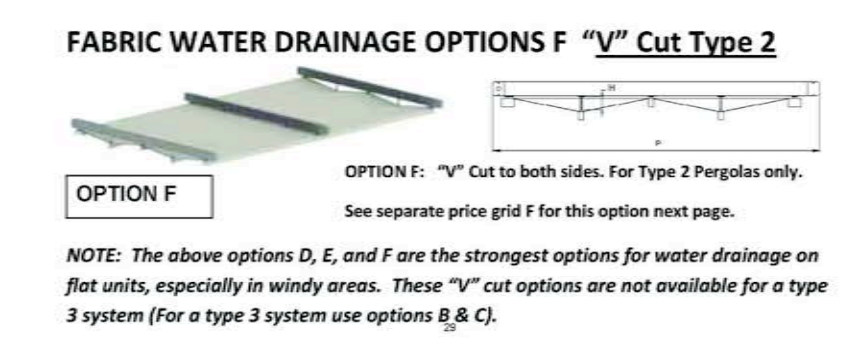 FABRIC WATER DRAINAGE OPTIONS F “V” Cut Type 2
H
P
OPTION F: “V” Cut to both sides. For Type 2 Pergolas only.
OPTION F
See separate price grid F for this option next page.
NOTE: The above options D, E, and F are the strongest options for water drainage on
flat units, especially in windy areas. These “V” cut options are not available for a type
3 system (For a type 3 system use options B & C).
29